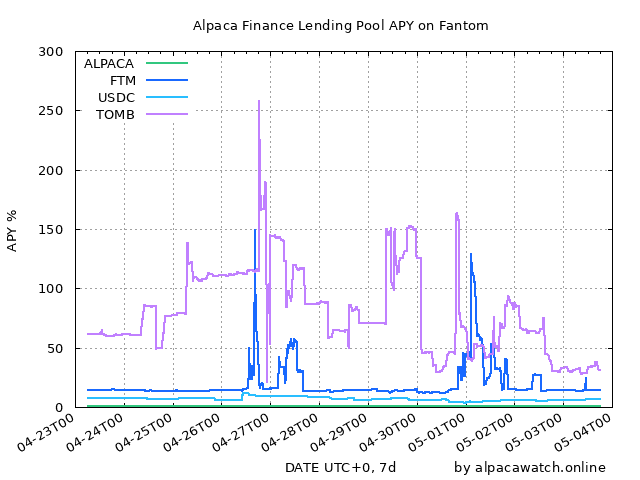 Alpaca Finance Lending Pool APY on Fantom
300
250
200
150
100
50
0
APY %
ALPACA
FTM
USDC
TOMB
04-23T00
04-24T00
04-25T00
04-26T00
04-27T00
04-28T00
04-29T00
04-30T00
05-01T00
05-02T00
05-03T00
05-04T00
DATE UTC+0, 7d by alpacawatch.online